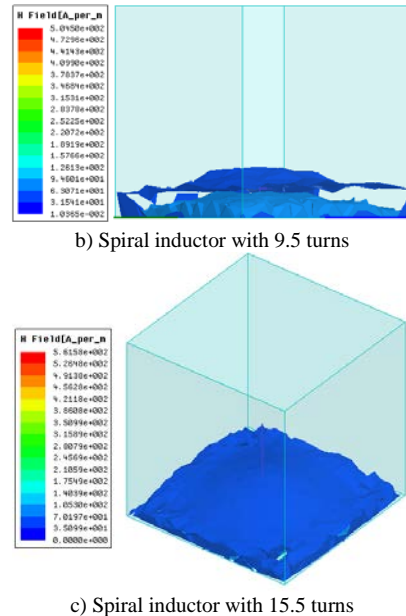 H Field[A_per_m
5.0450e+002
4.7296e+002
4.4143e+002
4.0990e+002
3.7837e+002
3.4684e+002
3.1531e+002
2.8378e+002
2.5225e+002
2.2072e+002
1.8919e+002
1.5766e+002
1.2613e+002
9.4601e+001
6.3071e+001
3.1541e+001
1.0365e-002
b) Spiral inductor with 9.5 turns
H Field[A_per_m
5.6158e+002
5.2648e+002
4.9138e+002
4.5628e+002
4.2118e+002
3.8608e+002
3.5099e+002
3.1589e+002
2.8079e+002
2.4569e+002
2.1059e+002
1.7549e+002
1.4039e+002
1.0530e+002
7.0197e+001
3.5099e+001
0.0000e+000
c) Spiral inductor with 15.5 turns